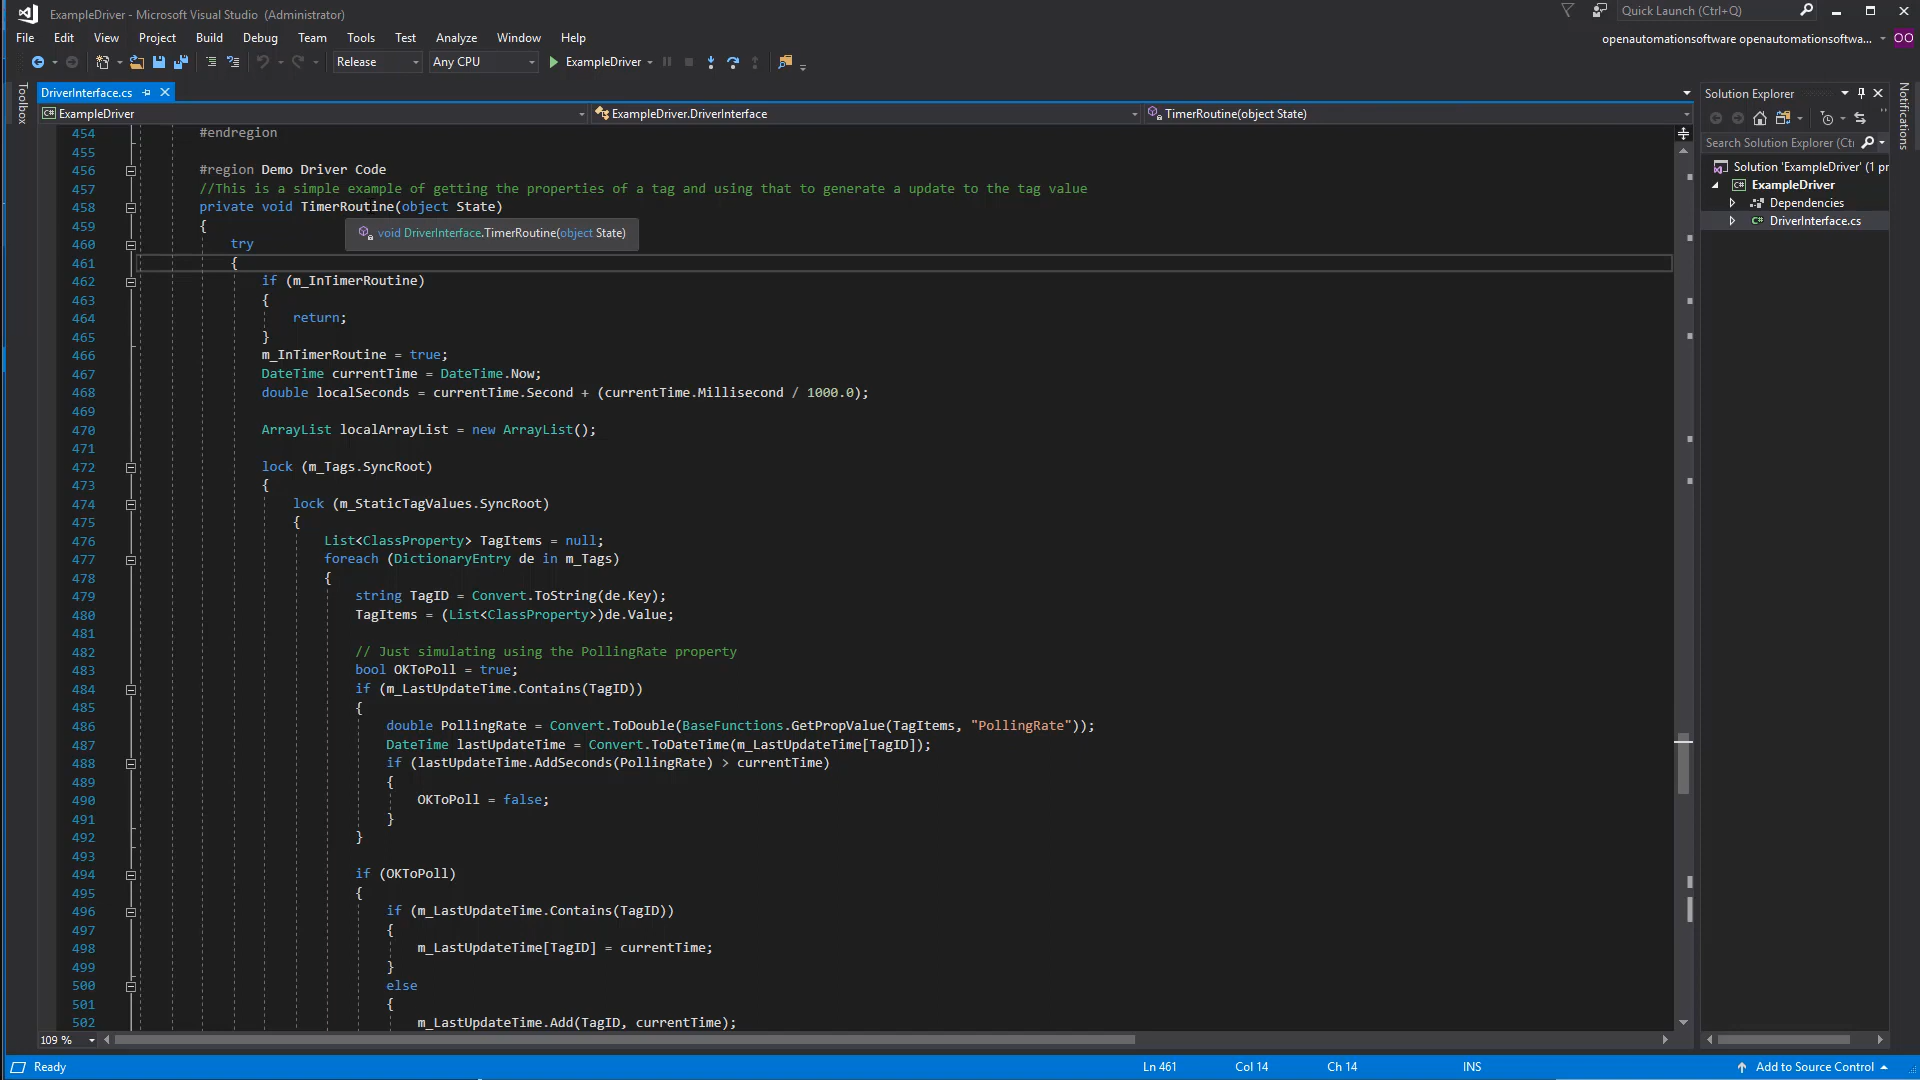 ExampleDriver - Microsoft Visual Studio (Administrator)
Quick Launch (Ctrl+Q)
File Edit View Project Build Debug Team Tools Test Analyze Window Help
openautomationsoftware openautomationsoftwa... OO
Release Any CPU ExampleDriver
Toolbox
DriverInterface.cs
Solution Explorer
Notifications
ExampleDriver ExampleDriver.DriverInterface TimerRoutine(object State)
Search Solution Explorer (Ctrl
Solution 'ExampleDriver' (1 pr
ExampleDriver
Dependencies
DriverInterface.cs
454 #endregion
455
456 #region Demo Driver Code
457 //This is a simple example of getting the properties of a tag and using that to generate a update to the tag value
458 private void TimerRoutine(object State)
459 {
void DriverInterface.TimerRoutine(object State)
460 try
461 {
462 if (m_InTimerRoutine)
463 {
464 return;
465 }
466 m_InTimerRoutine = true;
467 DateTime currentTime = DateTime.Now;
468 double localSeconds = currentTime.Second + (currentTime.Millisecond / 1000.0);
469
470 ArrayList localArrayList = new ArrayList();
471
472 lock (m_Tags.SyncRoot)
473 {
474 lock (m_StaticTagValues.SyncRoot)
475 {
476 List<ClassProperty> TagItems = null;
477 foreach (DictionaryEntry de in m_Tags)
478 {
479 string TagID = Convert.ToString(de.Key);
480 TagItems = (List<ClassProperty>)de.Value;
481
482 // Just simulating using the PollingRate property
483 bool OKToPoll = true;
484 if (m_LastUpdateTime.Contains(TagID))
485 {
486 double PollingRate = Convert.ToDouble(BaseFunctions.GetPropValue(TagItems, "PollingRate"));
487 DateTime lastUpdateTime = Convert.ToDateTime(m_LastUpdateTime[TagID]);
488 if (lastUpdateTime.AddSeconds(PollingRate) > currentTime)
489 {
490 OKToPoll = false;
491 }
492 }
493
494 if (OKToPoll)
495 {
496 if (m_LastUpdateTime.Contains(TagID))
497 {
498 m_LastUpdateTime[TagID] = currentTime;
499 }
500 else
501 {
502 m_LastUpdateTime.Add(TagID, currentTime);
109 %
Ready Ln 461 Col 14 Ch 14 INS Add to Source Control